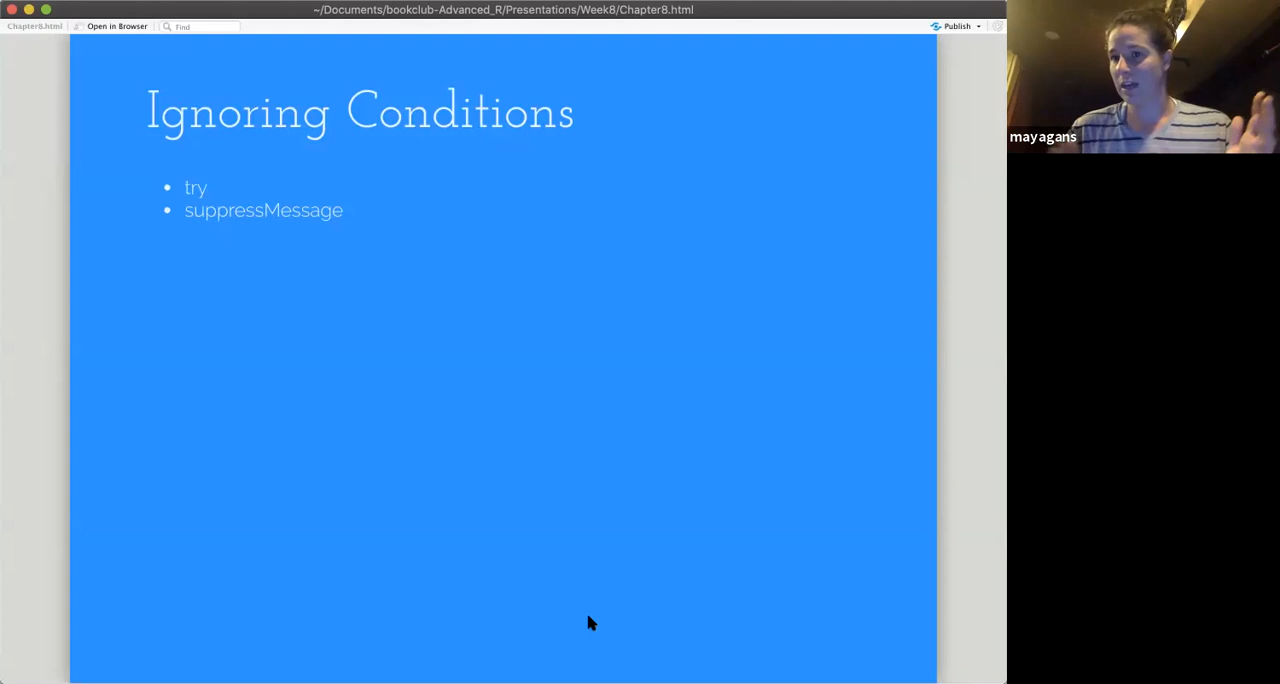 ~/Documents/bookclub-Advanced_R/Presentations/Week8/Chapter8.html
Chapter8.html Open in Browser Find Publish
Ignoring Conditions
• try
• suppressMessage
mayagans